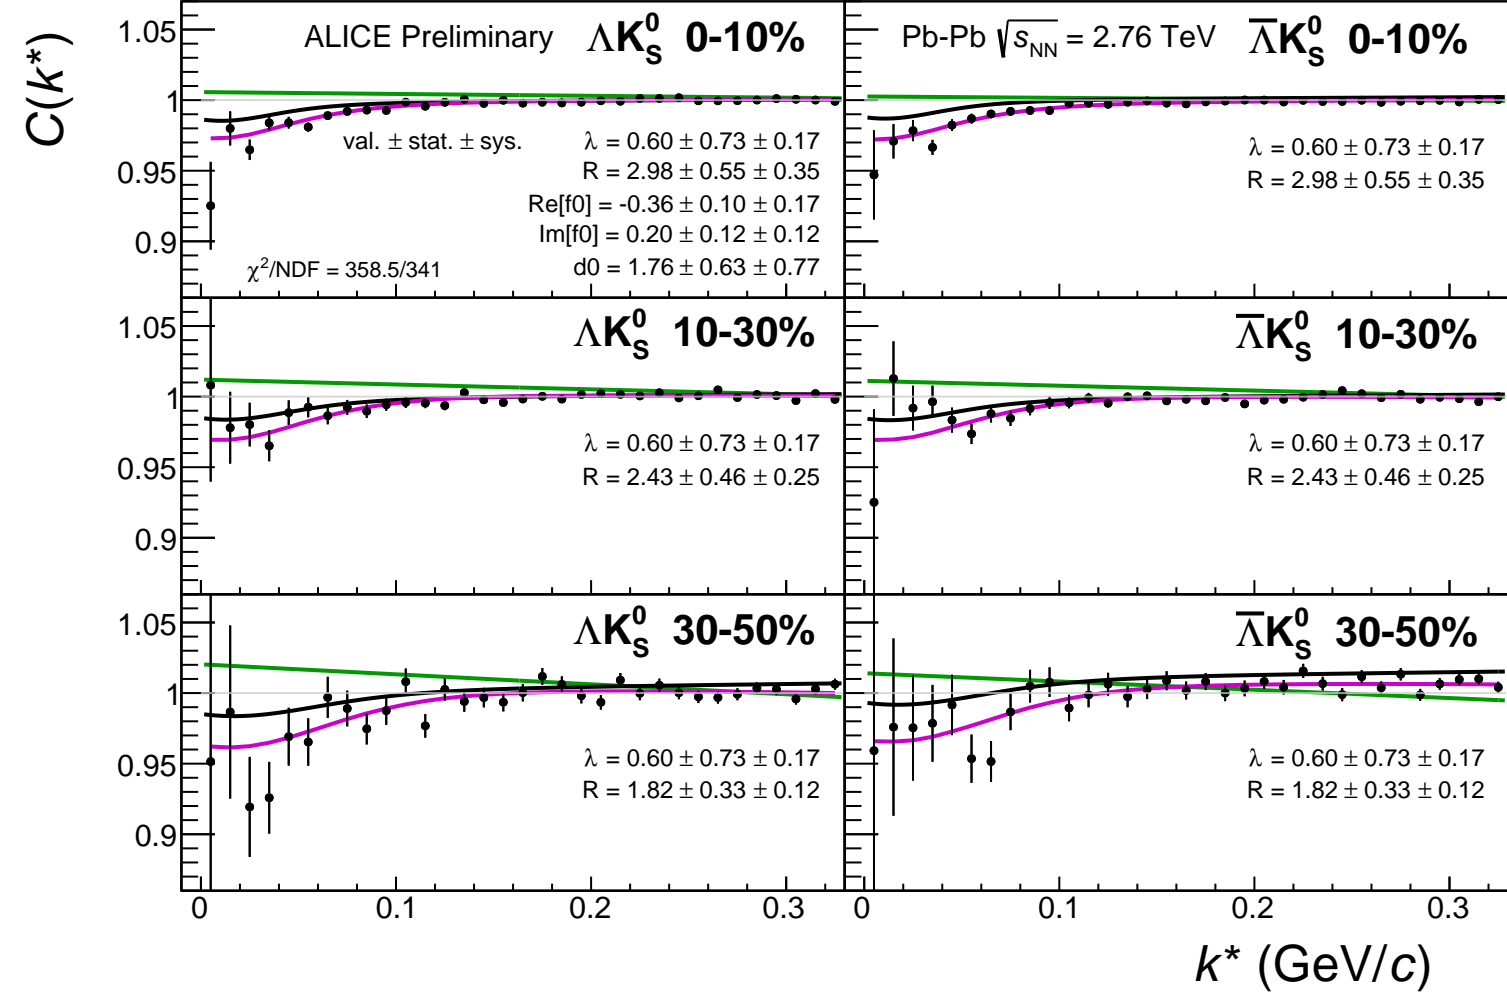 C(k*)
ALICE Preliminary ΛK⁰S 0-10%
1.05
1
0.95
0.9
val. ± stat. ± sys.
λ = 0.60 ± 0.73 ± 0.17
R = 2.98 ± 0.55 ± 0.35
Re[f0] = -0.36 ± 0.10 ± 0.17
Im[f0] = 0.20 ± 0.12 ± 0.12
d0 = 1.76 ± 0.63 ± 0.77
χ²/NDF = 358.5/341
Pb-Pb √sNN = 2.76 TeV Λ̅K⁰S 0-10%
λ = 0.60 ± 0.73 ± 0.17
R = 2.98 ± 0.55 ± 0.35
ΛK⁰S 10-30%
1.05
1
0.95
0.9
λ = 0.60 ± 0.73 ± 0.17
R = 2.43 ± 0.46 ± 0.25
Λ̅K⁰S 10-30%
λ = 0.60 ± 0.73 ± 0.17
R = 2.43 ± 0.46 ± 0.25
ΛK⁰S 30-50%
1.05
1
0.95
0.9
λ = 0.60 ± 0.73 ± 0.17
R = 1.82 ± 0.33 ± 0.12
Λ̅K⁰S 30-50%
λ = 0.60 ± 0.73 ± 0.17
R = 1.82 ± 0.33 ± 0.12
0 0.1 0.2 0.3 0 0.1 0.2 0.3
k* (GeV/c)